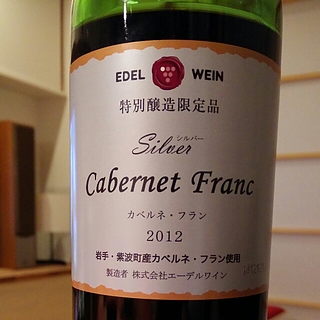 EDEL WEIN
特別醸造限定品
シルバー
Silver
Cabernet Franc
カベルネ・フラン
2012
岩手・紫波町産カベルネ・フラン使用
製造者 株式会社エーデルワイン